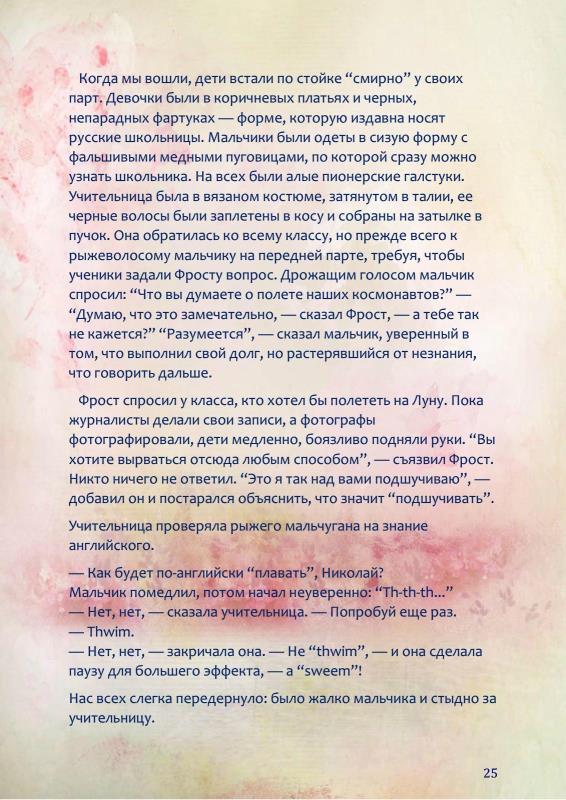 Когда мы вошли, дети встали по стойке “смирно” у своих
парт. Девочки были в коричневых платьях и черных,
непарадных фартуках — форме, которую издавна носят
русские школьницы. Мальчики были одеты в сизую форму с
фальшивыми медными пуговицами, по которой сразу можно
узнать школьника. На всех были алые пионерские галстуки.
Учительница была в вязаном костюме, затянутом в талии, ее
черные волосы были заплетены в косу и собраны на затылке в
пучок. Она обратилась ко всему классу, но прежде всего к
рыжеволосому мальчику на передней парте, требуя, чтобы
ученики задали Фросту вопрос. Дрожащим голосом мальчик
спросил: “Что вы думаете о полете наших космонавтов?” —
“Думаю, что это замечательно, — сказал Фрост, — а тебе так
не кажется?” “Разумеется”, — сказал мальчик, уверенный в
том, что выполнил свой долг, но растерявшийся от незнания,
что говорить дальше.
Фрост спросил у класса, кто хотел бы полететь на Луну. Пока
журналисты делали свои записи, а фотографы
фотографировали, дети медленно, боязливо подняли руки. “Вы
хотите вырваться отсюда любым способом”, — съязвил Фрост.
Никто ничего не ответил. “Это я так над вами подшучиваю”, —
добавил он и постарался объяснить, что значит “подшучивать”.
Учительница проверяла рыжего мальчугана на знание
английского.
— Как будет по-английски “плавать”, Николай?
Мальчик помедлил, потом начал неуверенно: “Th-th-th...”
— Нет, нет, — сказала учительница. — Попробуй еще раз.
— Thwim.
— Нет, нет, — закричала она. — Не “thwim”, — и она сделала
паузу для большего эффекта, — а “sweem”!
Нас всех слегка передернуло: было жалко мальчика и стыдно за
учительницу.
25